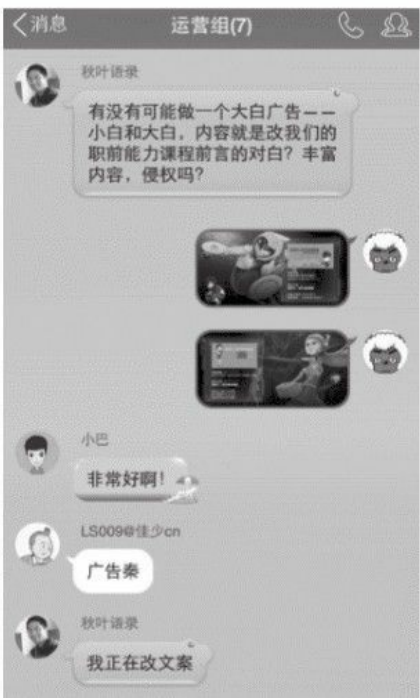 消息
运营组(7)
秋叶语录
有没有可能做一个大白广告——
小白和大白，内容就是改我们的
职前能力课程前言的对白？丰富
内容，侵权吗？
小巴
非常好啊！
LS009@佳少cn
广告秦
秋叶语录
我正在改文案